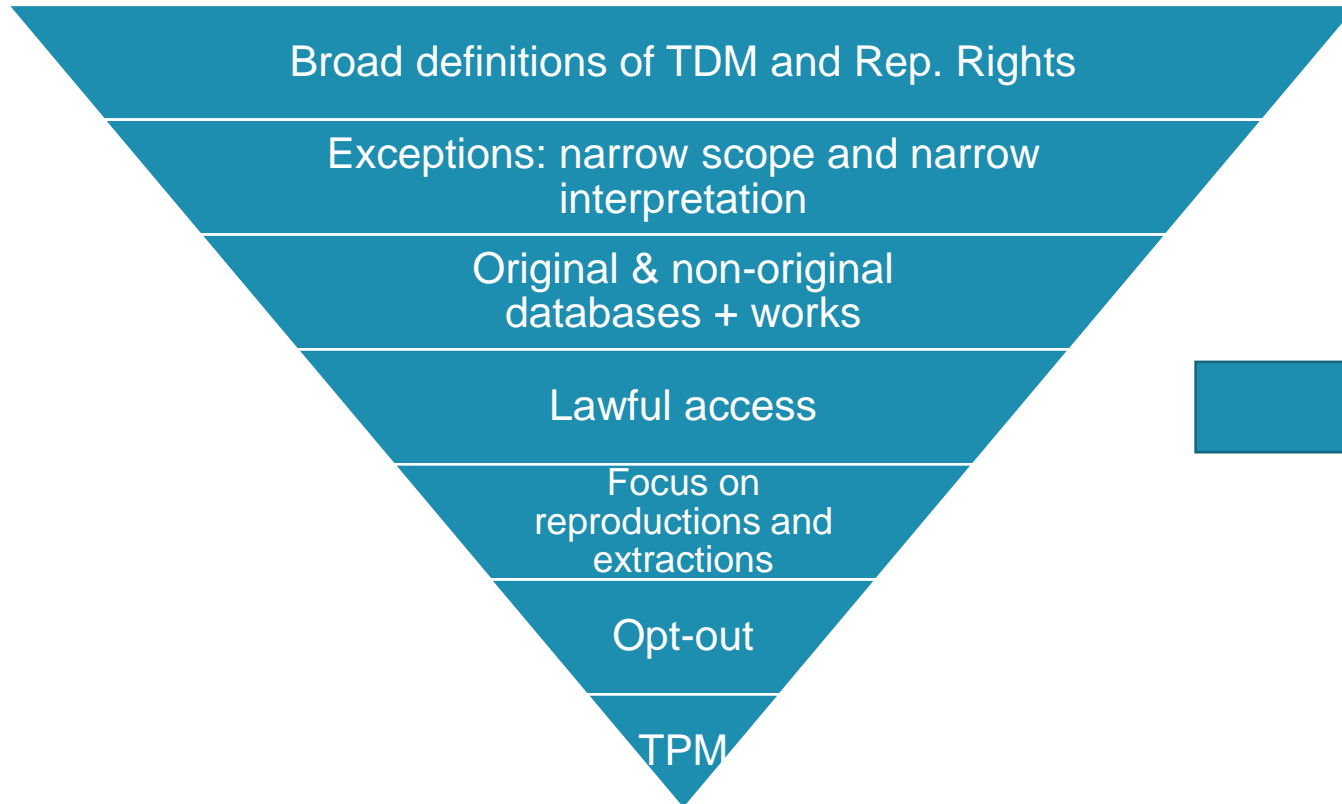 Broad definitions of TDM and Rep. Rights
Exceptions: narrow scope and narrow
interpretation
Original & non-original
databases + works
Lawful access
Focus on
reproductions and
extractions
Opt-out
TPM